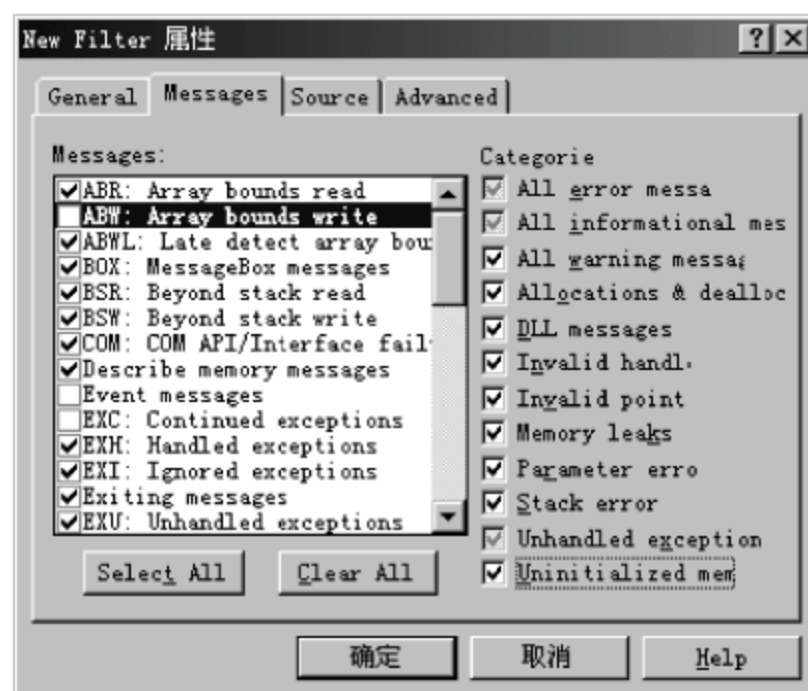 New Filter 属性
General Messages Source Advanced
Messages:
ABR: Array bounds read
ABW: Array bounds write
ABWL: Late detect array bou
BOX: MessageBox messages
BSR: Beyond stack read
BSW: Beyond stack write
COM: COM API/Interface fail
Describe memory messages
Event messages
EXC: Continued exceptions
EXH: Handled exceptions
EXI: Ignored exceptions
Exiting messages
EXU: Unhandled exceptions
Select All Clear All
Categorie
All error messa
All informational mes
All warning messag
Allocations & dealloc
DLL messages
Invalid handl
Invalid point
Memory leaks
Parameter erro
Stack error
Unhandled exception
Uninitialized mem
确定 取消 Help